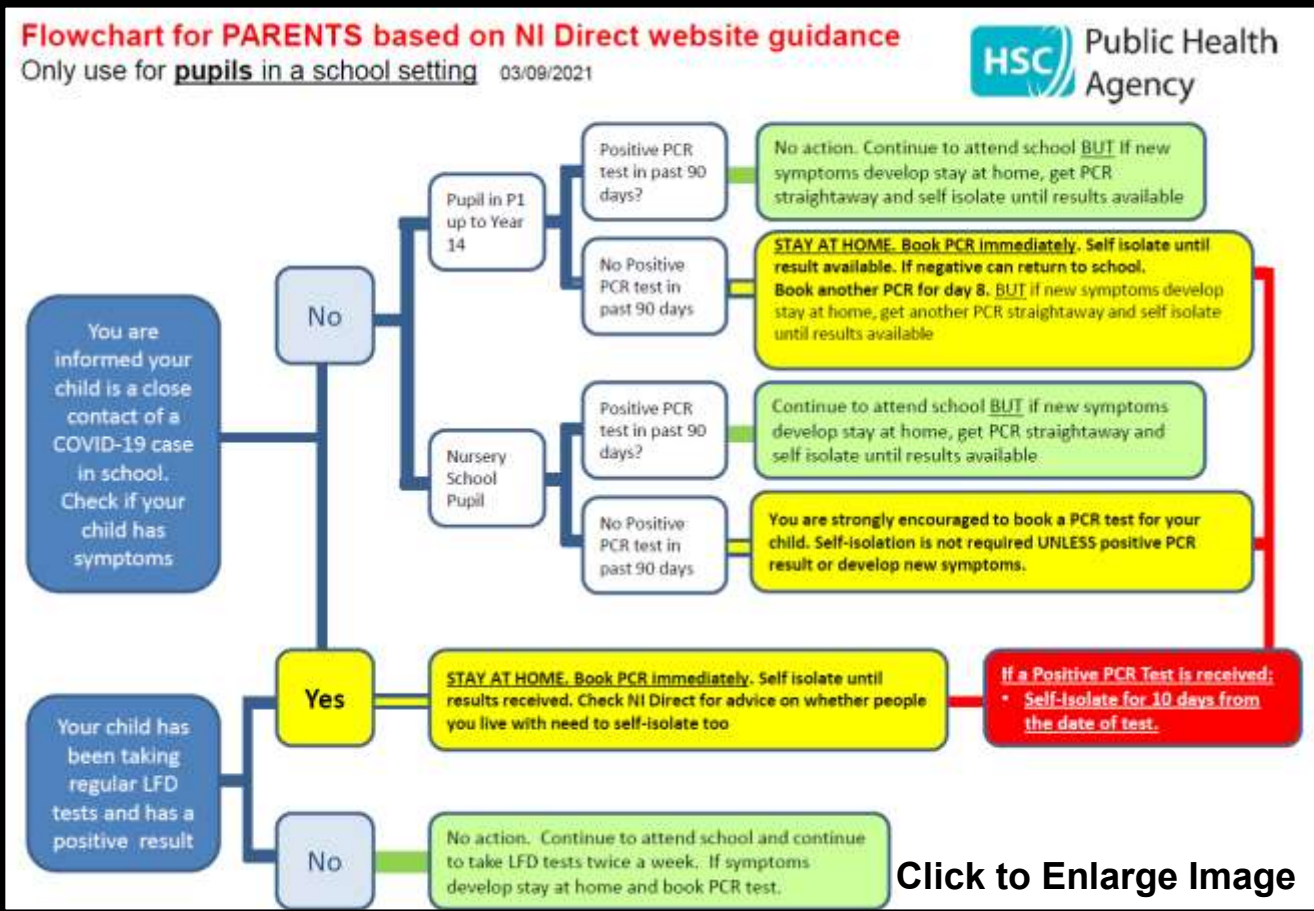 Flowchart for PARENTS based on NI Direct website guidance
Only use for pupils in a school setting 03/09/2021
HSC Public Health
Agency
You are
informed your
child is a close
contact of a
COVID-19 case
in school.
Check if your
child has
symptoms
No
Pupil in P1
up to Year
14
Positive PCR
test in past 90
days?
No action. Continue to attend school BUT If new
symptoms develop stay at home, get PCR
straightaway and self isolate until results available
No Positive
PCR test in
past 90 days
STAY AT HOME. Book PCR immediately. Self isolate until
result available. If negative can return to school.
Book another PCR for day 8. BUT if new symptoms develop
stay at home, get another PCR straightaway and self isolate
until results available
Nursery
School
Pupil
Positive PCR
test in past 90
days?
Continue to attend school BUT if new symptoms
develop stay at home, get PCR straightaway and
self isolate until results available
No Positive
PCR test in
past 90 days
You are strongly encouraged to book a PCR test for your
child. Self-isolation is not required UNLESS positive PCR
result or develop new symptoms.
Yes
STAY AT HOME. Book PCR immediately. Self isolate until
results received. Check NI Direct for advice on whether people
you live with need to self-isolate too
If a Positive PCR Test is received:
• Self-Isolate for 10 days from
the date of test.
Your child has
been taking
regular LFD
tests and has a
positive result
No
No action. Continue to attend school and continue
to take LFD tests twice a week. If symptoms
develop stay at home and book PCR test.
Click to Enlarge Image